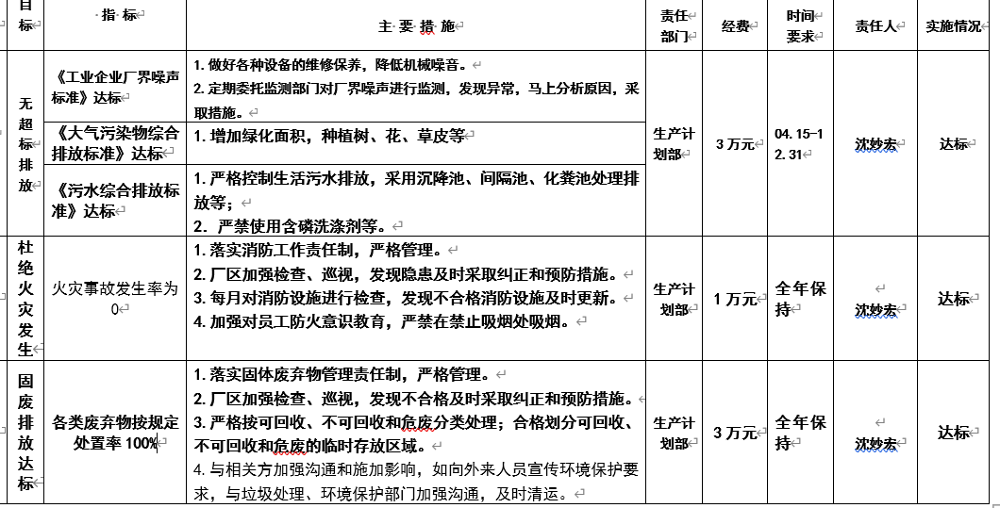 目标
指 标
主 要 措 施
责任部门
经费
时间要求
责任人
实施情况
无超标排放
《工业企业厂界噪声
标准》达标
1.做好各种设备的维修保养，降低机械噪音。
2.定期委托监测部门对厂界噪声进行监测，发现异常，马上分析原因，采
取措施。
《大气污染物综合
排放标准》达标
1.增加绿化面积，种植树、花、草皮等
《污水综合排放标
准》达标
1.严格控制生活污水排放，采用沉降池、间隔池、化粪池处理排
放等；
2．严禁使用含磷洗涤剂等。
生产计
划部
3万元
04.15-1
2.31
沈妙宏
达标
杜绝火灾发生
火灾事故发生率为
0
1.落实消防工作责任制，严格管理。
2.厂区加强检查、巡视，发现隐患及时采取纠正和预防措施。
3.每月对消防设施进行检查，发现不合格消防设施及时更新。
4.加强对员工防火意识教育，严禁在禁止吸烟处吸烟。
生产计
划部
1万元
全年保
持
沈妙宏
达标
固废排放达标
各类废弃物按规定
处置率100%
1.落实固体废弃物管理责任制，严格管理。
2.厂区加强检查、巡视，发现不合格及时采取纠正和预防措施。
3.严格按可回收、不可回收和危废分类处理；合格划分可回收、
不可回收和危废的临时存放区域。
4.与相关方加强沟通和施加影响，如向外来人员宣传环境保护要
求，与垃圾处理、环境保护部门加强沟通，及时清运。
生产计
划部
3万元
全年保
持
沈妙宏
达标